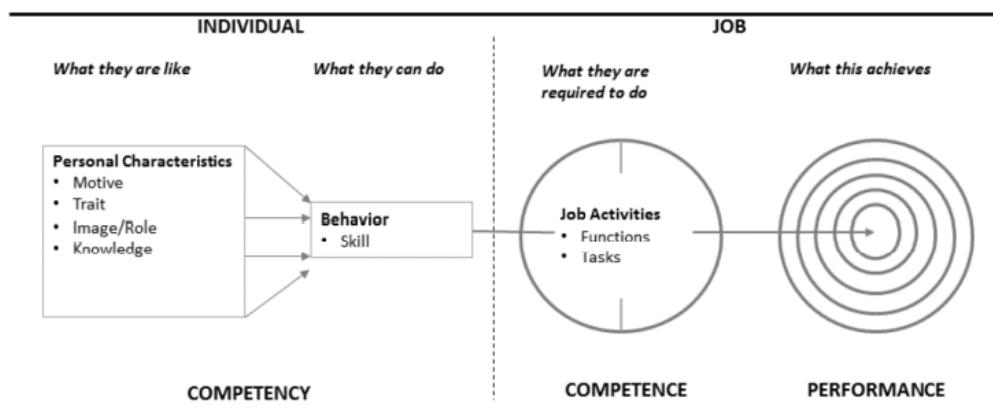 INDIVIDUAL
JOB
What they are like
What they can do
What they are
required to do
What this achieves
Personal Characteristics
• Motive
• Trait
• Image/Role
• Knowledge
Behavior
• Skill
Job Activities
• Functions
• Tasks
COMPETENCY
COMPETENCE
PERFORMANCE